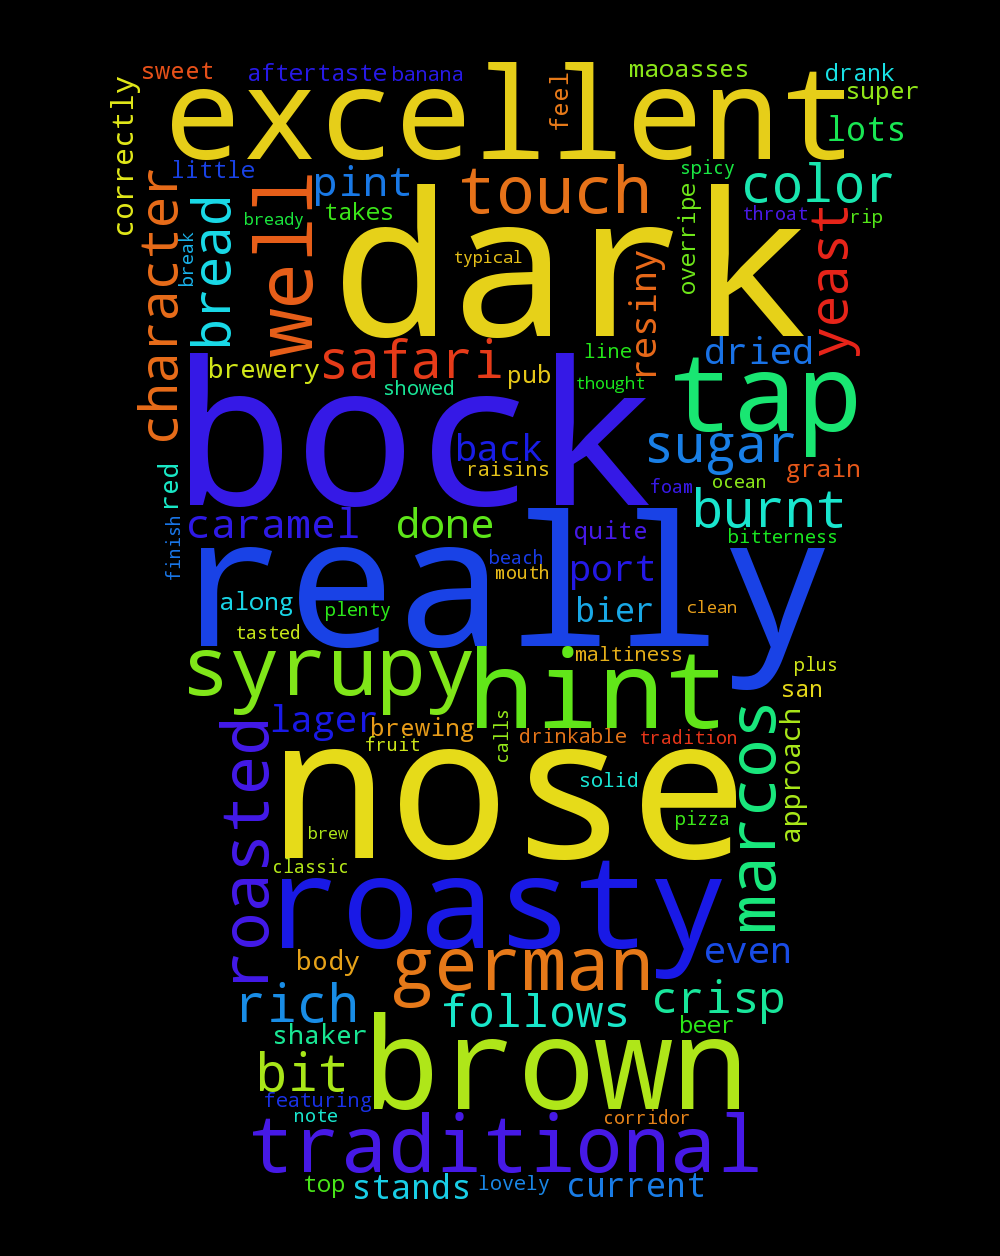 sweet
aftertaste
banana
maoasses
drank
super
correctly
excellent
feel
lots
little
pint
touch
spicy
color
character
bread
bready
well
takes
dark
typical
resiny
overripe
throat
rip
yeast
break
brewery
safari
showed
pub
line
thought
dried
tap
bock
back
raisins
sugar
foam
ocean
grain
red
burnt
caramel
done
quite
bitterness
finish
really
beach
mouth
port
along
plenty
bier
clean
tasted
syrupy
hint
maltiness
plus
san
roasted
lager
brewing
fruit
calls
drinkable
tradition
marcos
approach
nose
solid
pizza
brew
classic
roasty
body
german
even
rich
follows
crisp
shaker
beer
bit
brown
featuring
note
corridor
traditional
top
stands
lovely
current